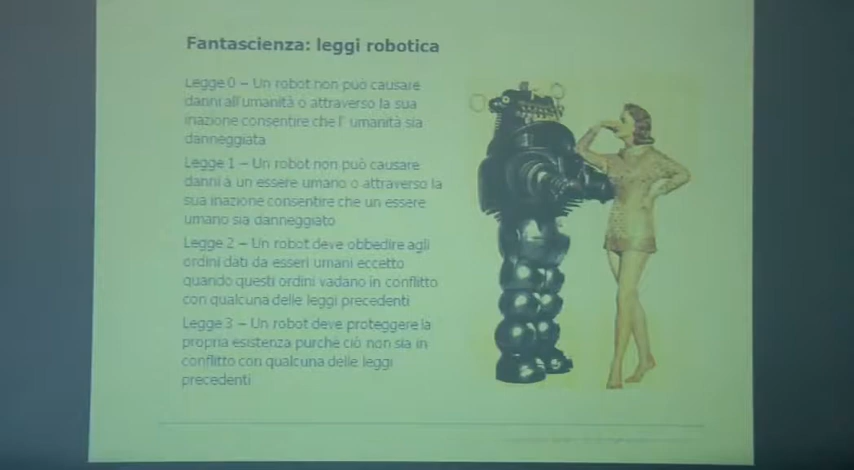 Fantascienza: leggi robotica
Legge 0 – Un robot non può causare
danni all'umanità o attraverso la sua
inazione consentire che l' umanità sia
danneggiata
Legge 1 – Un robot non può causare
danni a un essere umano o attraverso la
sua inazione consentire che un essere
umano sia danneggiato
Legge 2 – Un robot deve obbedire agli
ordini dati da esseri umani eccetto
quando questi ordini vadano in conflitto
con qualcuna delle leggi precedenti
Legge 3 – Un robot deve proteggere la
propria esistenza purchè ciò non sia in
conflitto con qualcuna delle leggi
precedenti